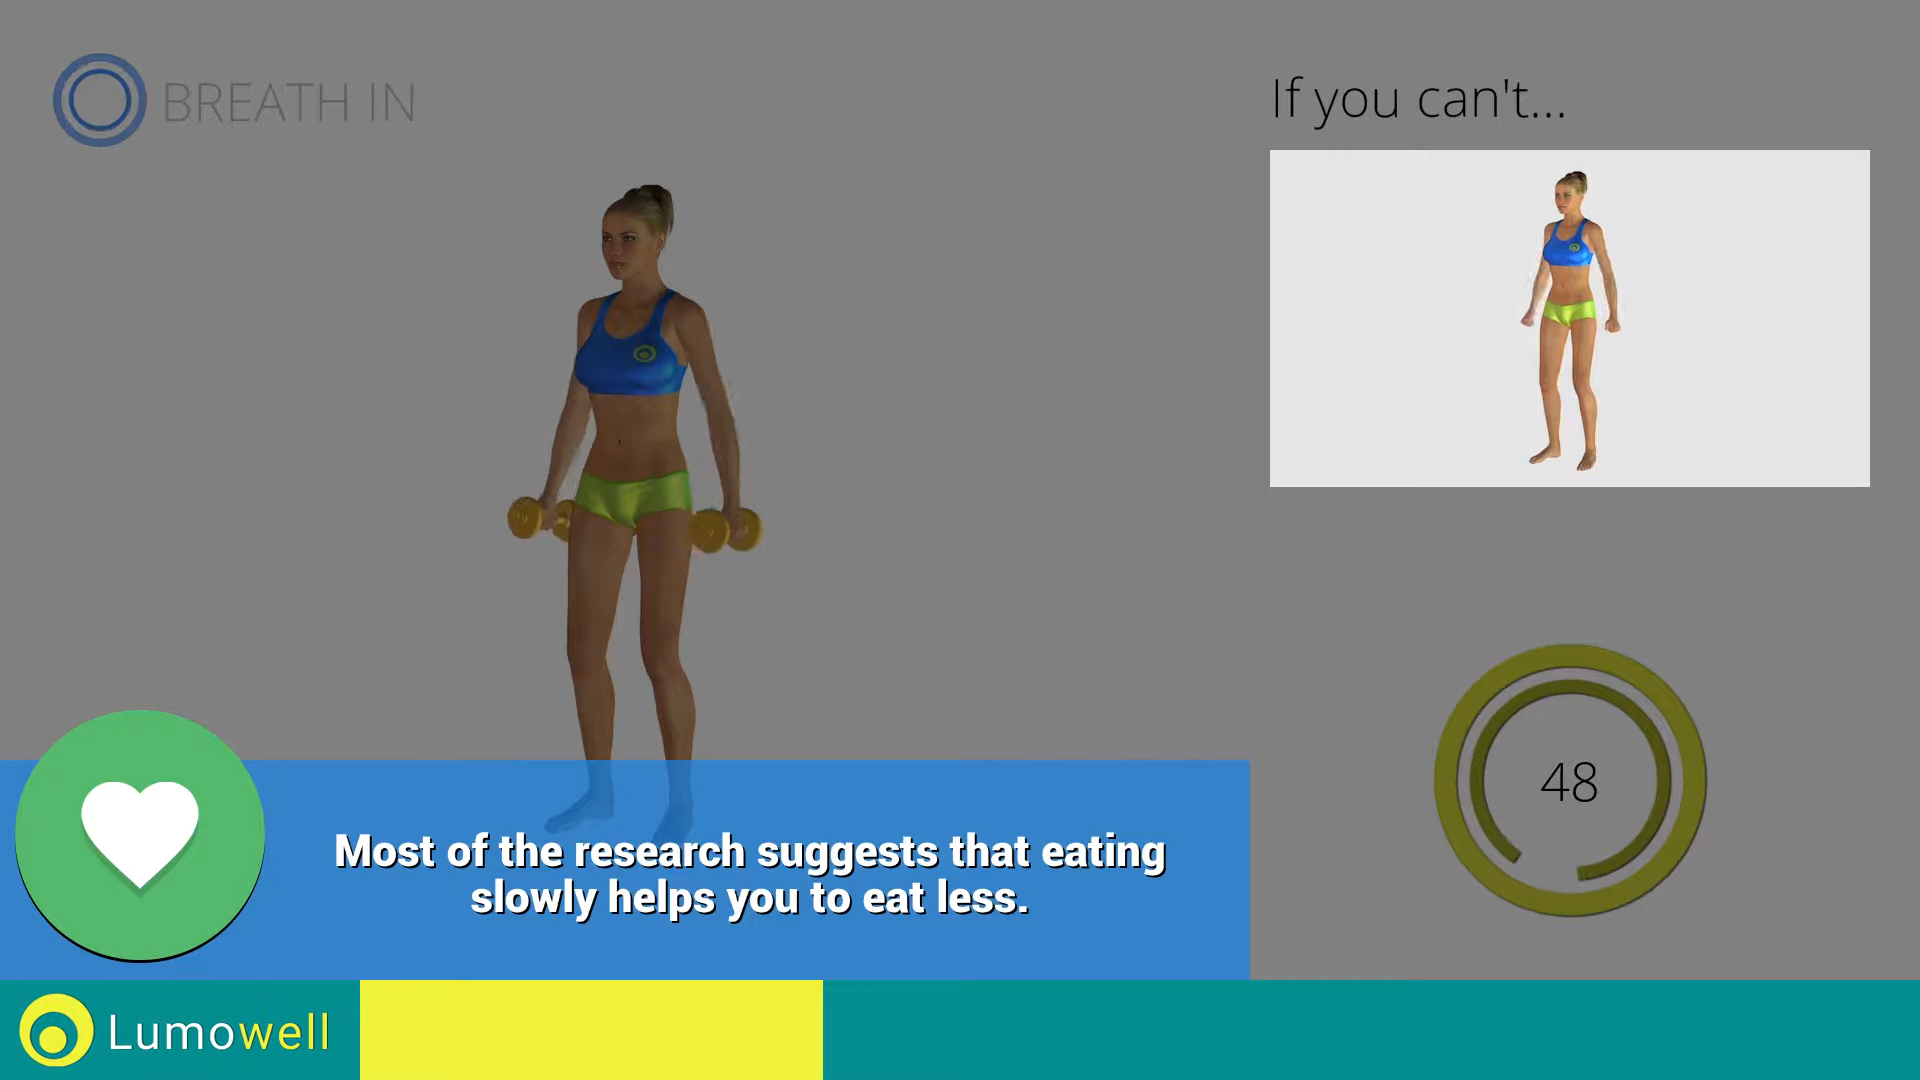 BREATH IN
If you can't...
48
Most of the research suggests that eating
slowly helps you to eat less.
Lumowell